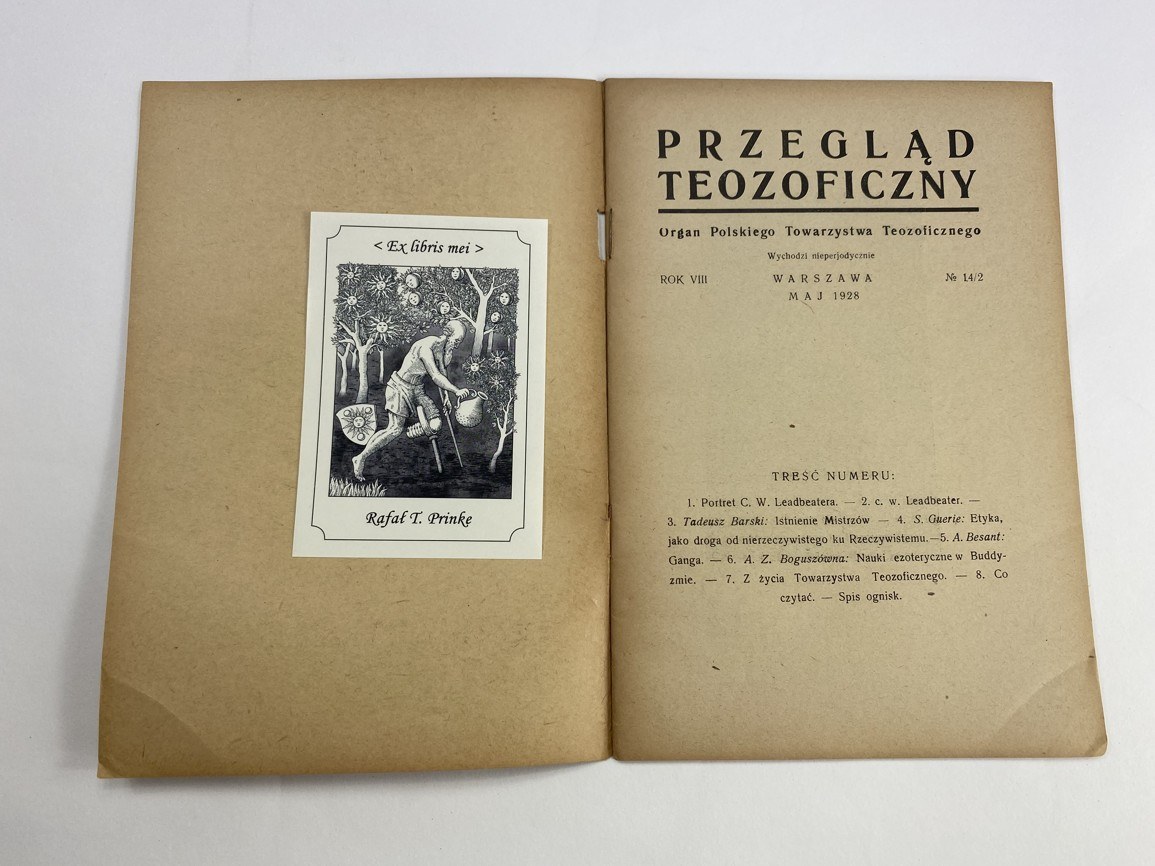 < Ex libris mei >
Rafał T. Prinke
PRZEGLĄD
TEOZOFICZNY
Organ Polskiego Towarzystwa Teozoficznego
Wychodzi nieperjodycznie
ROK VIII WARSZAWA № 14/2
MAJ 1928
TREŚĆ NUMERU:
1. Portret C. W. Leadbeatera. — 2. c. w. Leadbeater. —
3. Tadeusz Barski: Istnienie Mistrzów — 4. S. Guerie: Etyka,
jako droga od nierzeczywistego ku Rzeczywistemu.—5. A. Besant:
Ganga. — 6. A. Z. Boguszówna: Nauki ezoteryczne w Buddy-
zmie. — 7. Z życia Towarzystwa Teozoficznego. — 8. Co
czytać. — Spis ognisk.